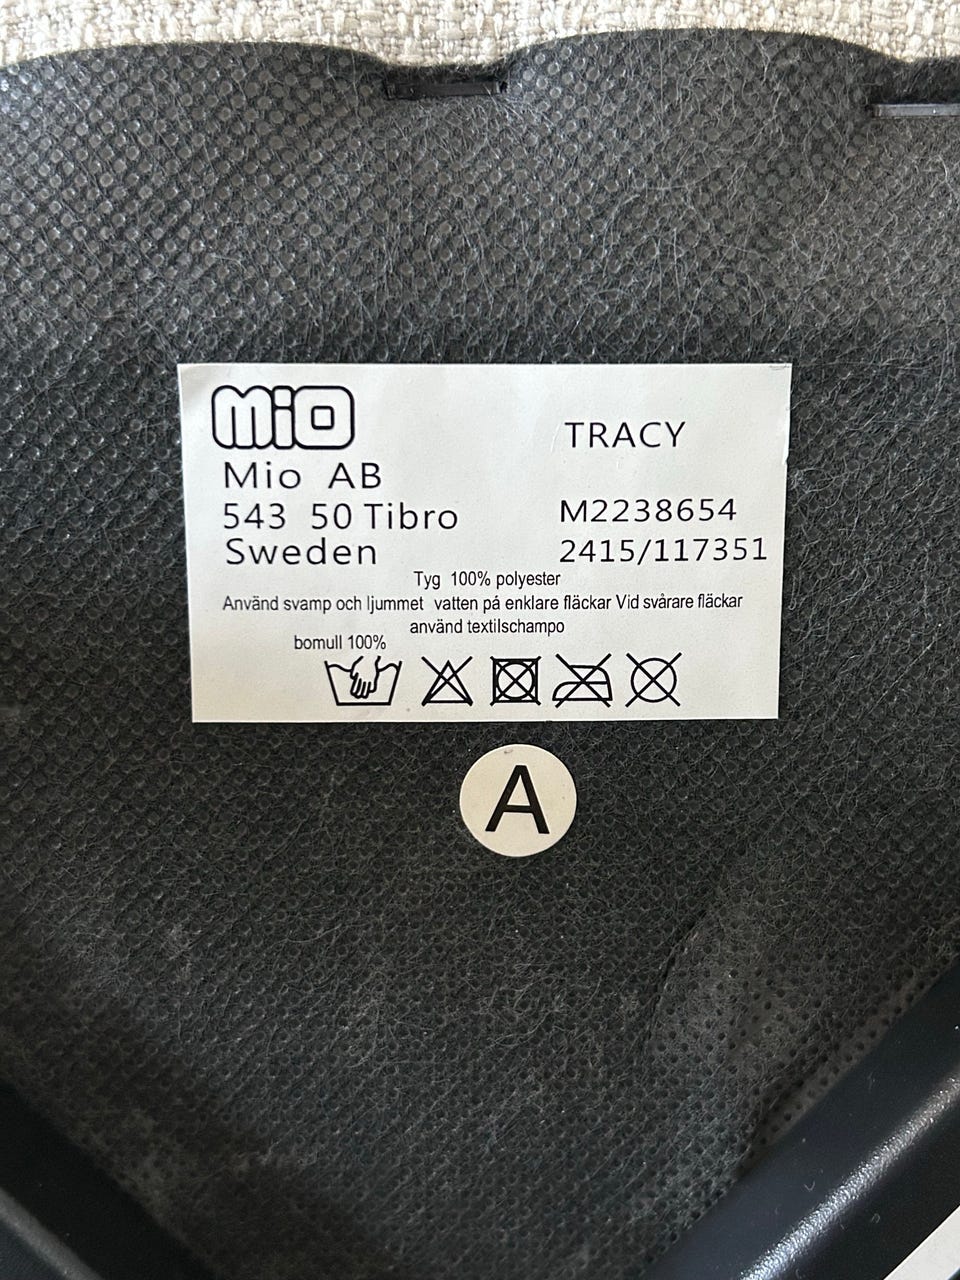 mio
TRACY
Mio AB
543 50 Tibro
M2238654
Sweden
2415/117351
Tyg 100% polyester
Använd svamp och ljummet vatten på enklare fläckar Vid svårare fläckar
använd textilschampo
bomull 100%
A